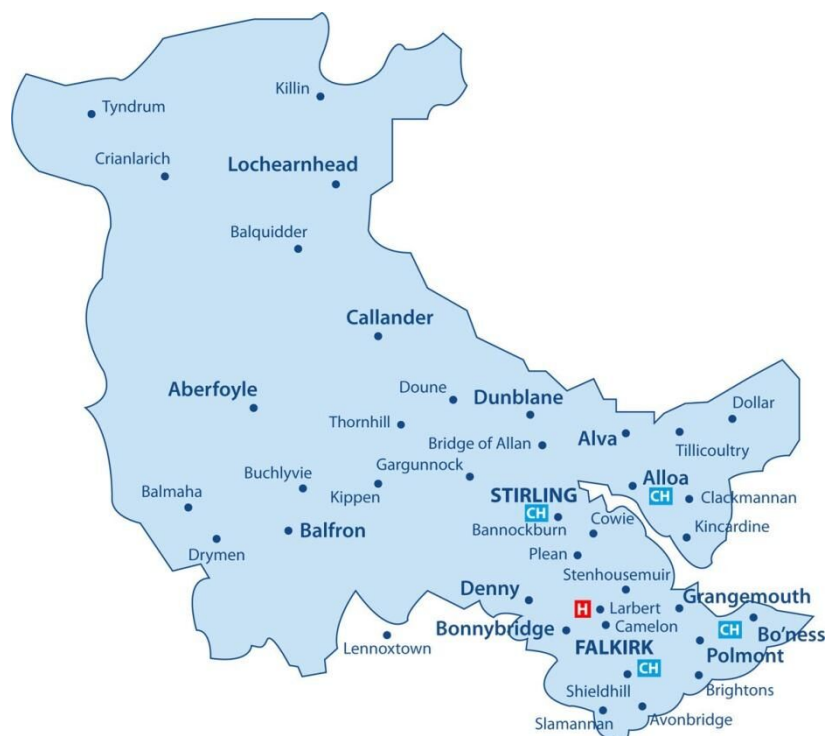 Killin
Tyndrum
Crianlarich
Lochearnhead
Balquidder
Callander
Aberfoyle
Doune
Dunblane
Dollar
Thornhill
Bridge of Allan
Alva
Tillicoultry
Buchlyvie
Gargunnock
Alloa
Balmaha
Kippen
STIRLING
CH
Clackmannan
CH
Bannockburn
Cowie
Kincardine
Balfron
Drymen
Plean
Stenhousemuir
Denny
Grangemouth
H
Larbert
Bonnybridge
Camelon
CH
Bo'ness
Lennoxtown
FALKIRK
Polmont
CH
Shieldhill
Brightons
Slamannan
Avonbridge